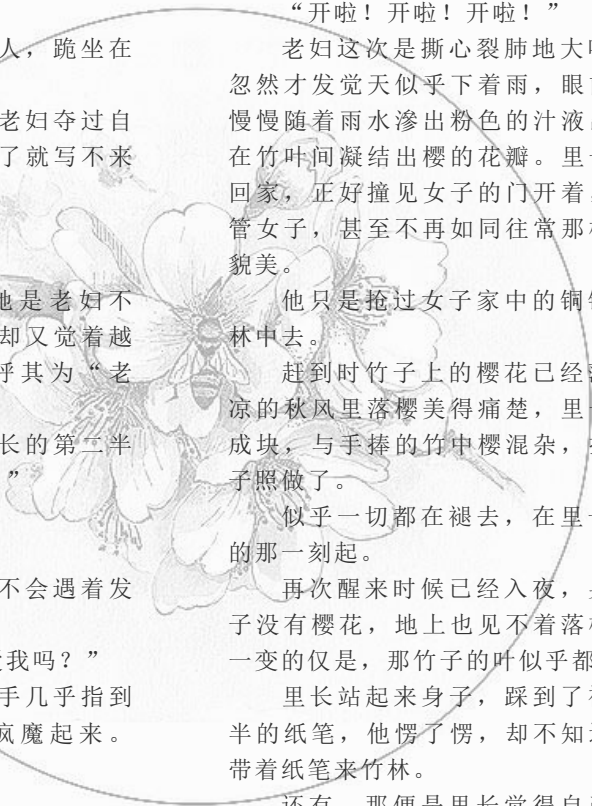 人，跪坐在
老妇夺过自
了就写不来
她是老妇不
却又觉着越
呼其为“老
长的第二半
”
不会遇着发
我吗？”
手几乎指到
疯魔起来。
“开啦！开啦！开啦！”
老妇这次是撕心裂肺地大
忽然才发觉天似乎下着雨，眼
慢慢随着雨水滲出粉色的汁液
在竹叶间凝结出樱的花瓣。里
回家，正好撞见女子的门开着
管女子，甚至不再如同往常那
貌美。
他只是抢过女子家中的铜
林中去。
赶到时竹子上的樱花已经
凉的秋风里落樱美得痛楚，里
成块，与手捧的竹中樱混杂，
子照做了。
似乎一切都在褪去，在里
的那一刻起。
再次醒来时候已经入夜，
子没有樱花，地上也见不着落
一变的仅是，那竹子的叶似乎都
里长站起来身子，踩到了
半的纸笔，他愣了愣，却不知
带着纸笔来竹林。
还有，那便是里长觉得自